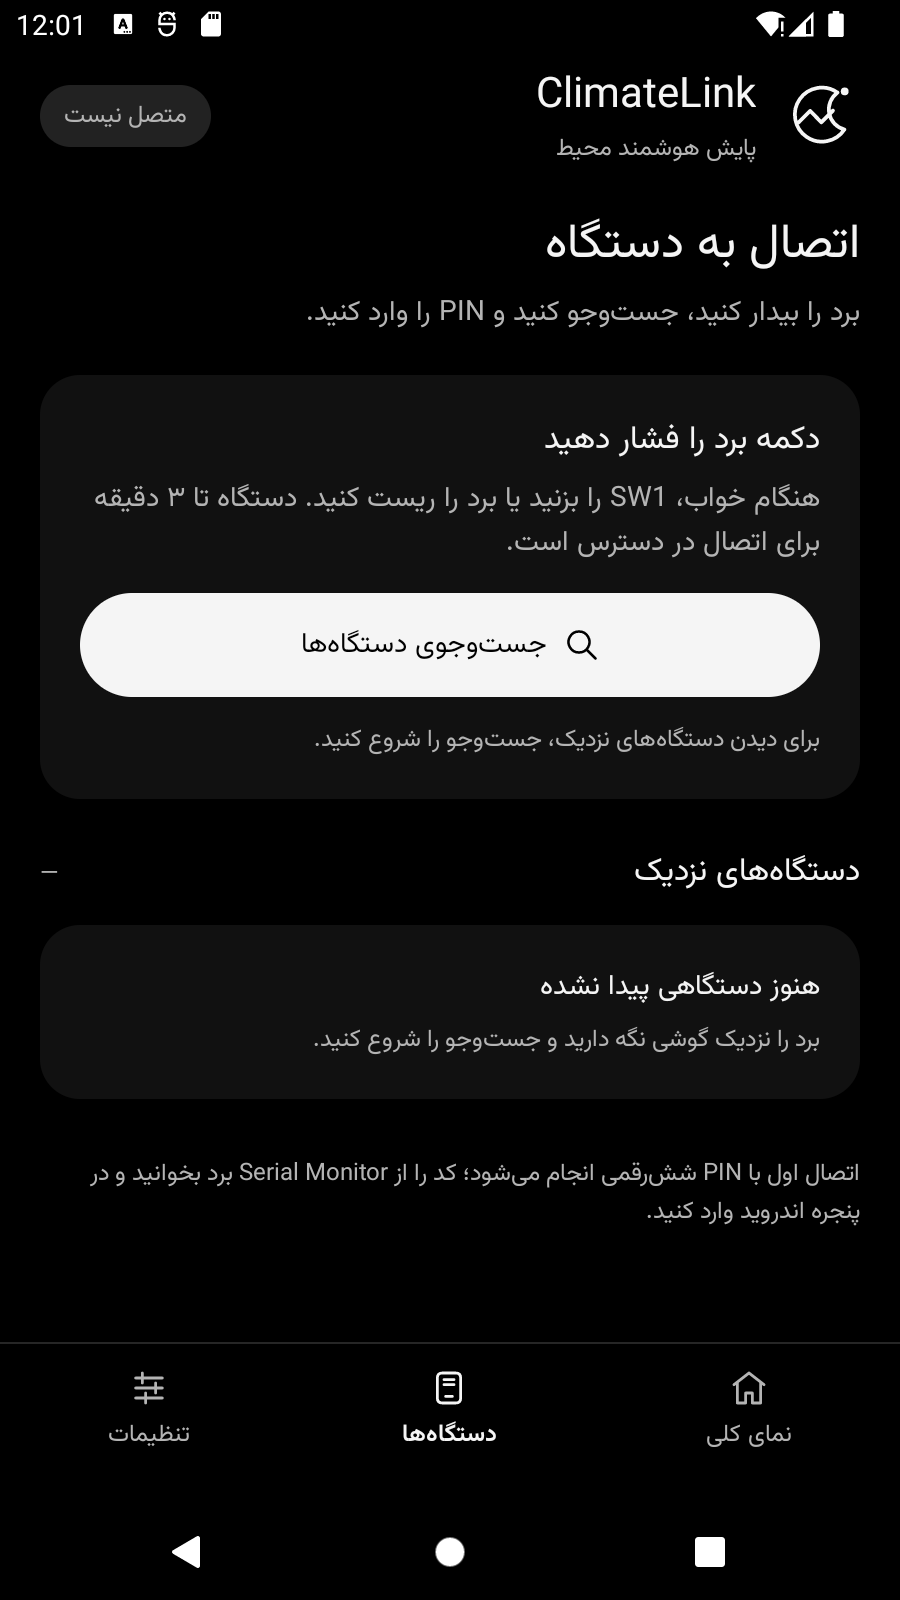 12:01
ClimateLink
پایش هوشمند محیط
متصل نیست
اتصال به دستگاه
برد را بیدار کنید، جست‌وجو کنید و PIN را وارد کنید.
دکمه برد را فشار دهید
هنگام خواب، SW1 را بزنید یا برد را ریست کنید. دستگاه تا ۳ دقیقه
برای اتصال در دسترس است.
جست‌وجوی دستگاه‌ها
برای دیدن دستگاه‌های نزدیک، جست‌وجو را شروع کنید.
دستگاه‌های نزدیک
–
هنوز دستگاهی پیدا نشده
برد را نزدیک گوشی نگه دارید و جست‌وجو را شروع کنید.
اتصال اول با PIN شش‌رقمی انجام می‌شود؛ کد را از Serial Monitor برد بخوانید و در
پنجره اندروید وارد کنید.
نمای کلی
دستگاه‌ها
تنظیمات